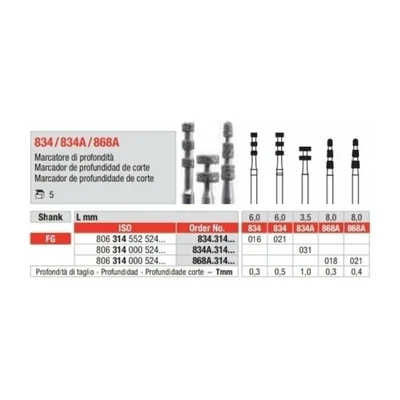 834 / 834A / 868A
Marcatore di profondità
Marcador de profundidad de corte
Marcador de profundidade de corte
5
Shank L mm 6,0 6,0 3,5 8,0 8,0
ISO Order No. 834 834 834A 868A 868A
FG 806 314 552 524... 834.314... 016 021
806 314 000 524... 834A.314... 031
806 314 000 524... 868A.314... 018 021
Profondità di taglio - Profundidad - Profundidade corte – Tmm 0,3 0,5 1,0 0,3 0,4